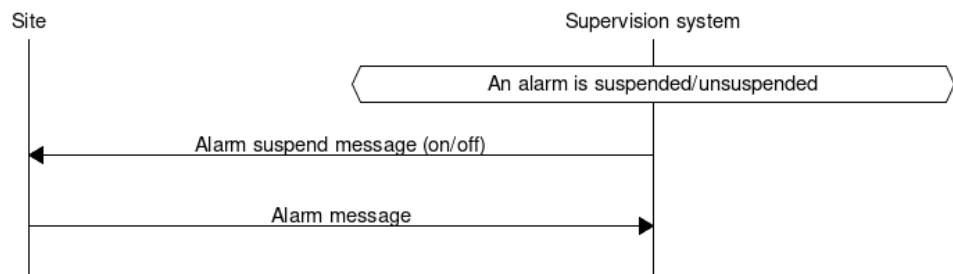 Site
Supervision system
An alarm is suspended/unsuspended
Alarm suspend message (on/off)
Alarm message